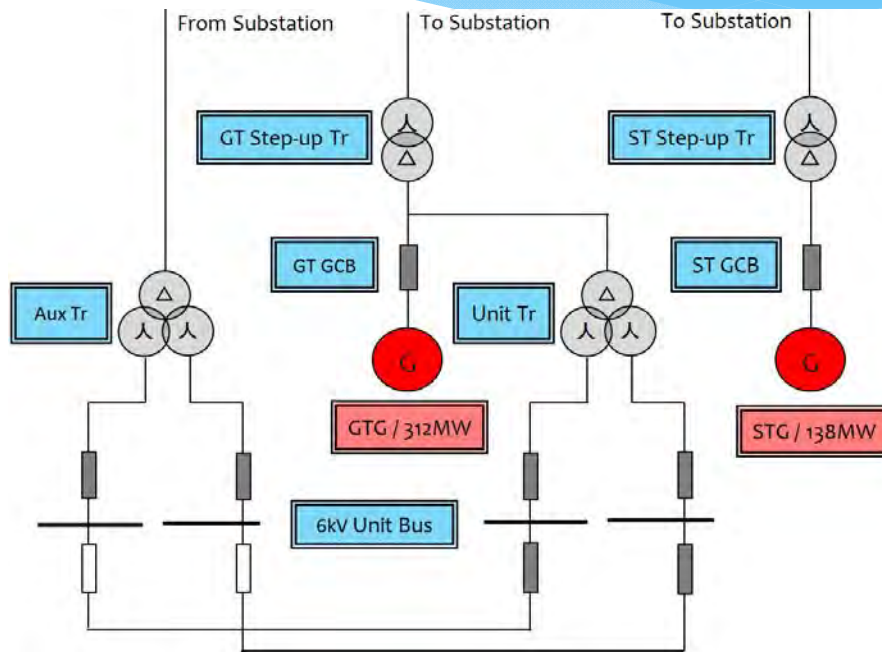 From Substation
To Substation
To Substation
GT Step-up Tr
ST Step-up Tr
GT GCB
ST GCB
Aux Tr
Unit Tr
G
G
GTG / 312MW
STG / 138MW
6kV Unit Bus